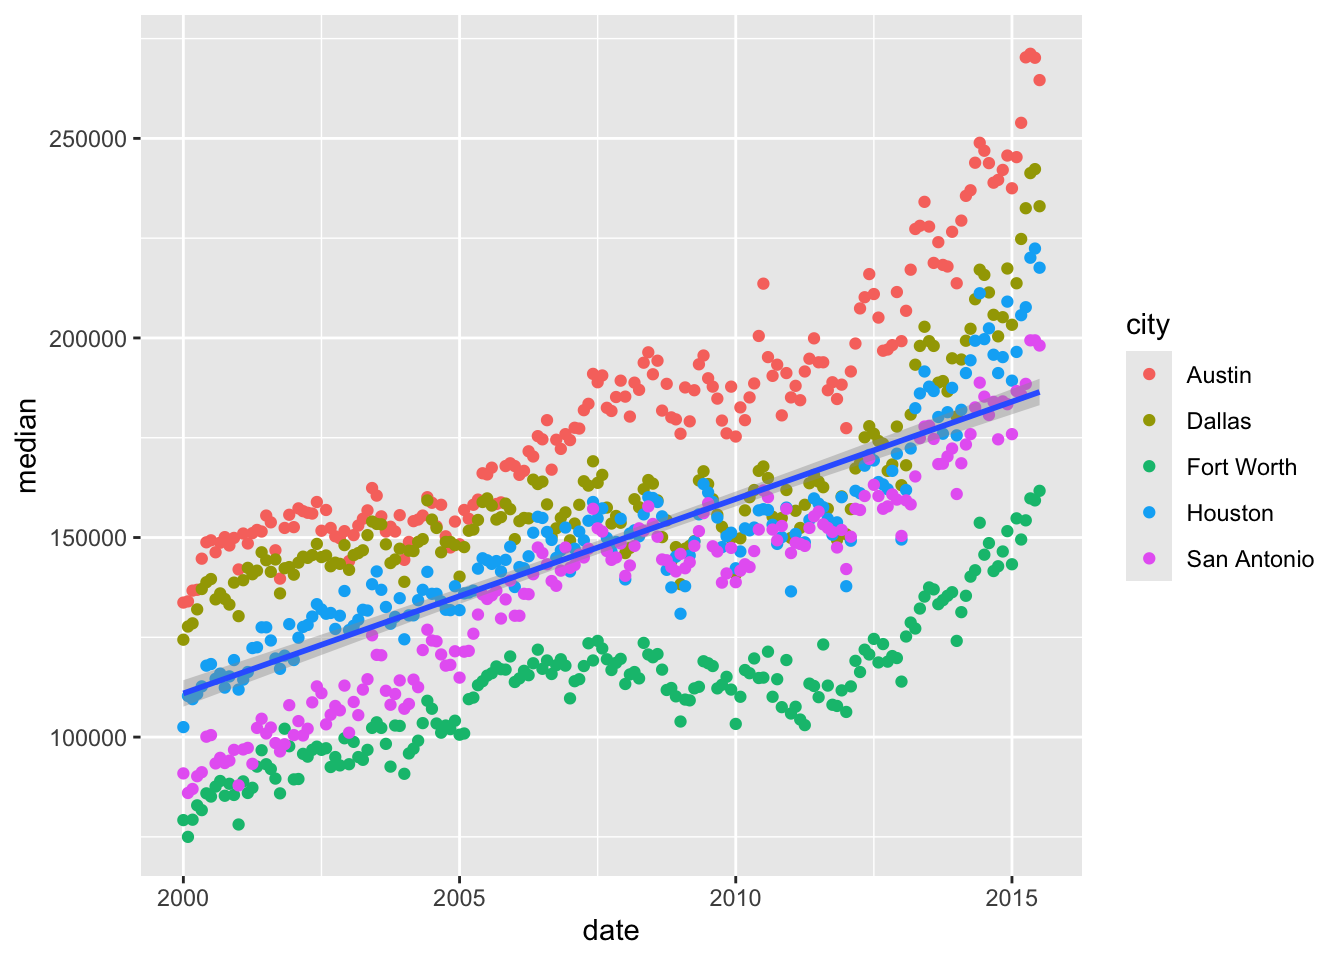 median
250000
200000
150000
100000
2000
2005
2010
2015
date
city
Austin
Dallas
Fort Worth
Houston
San Antonio